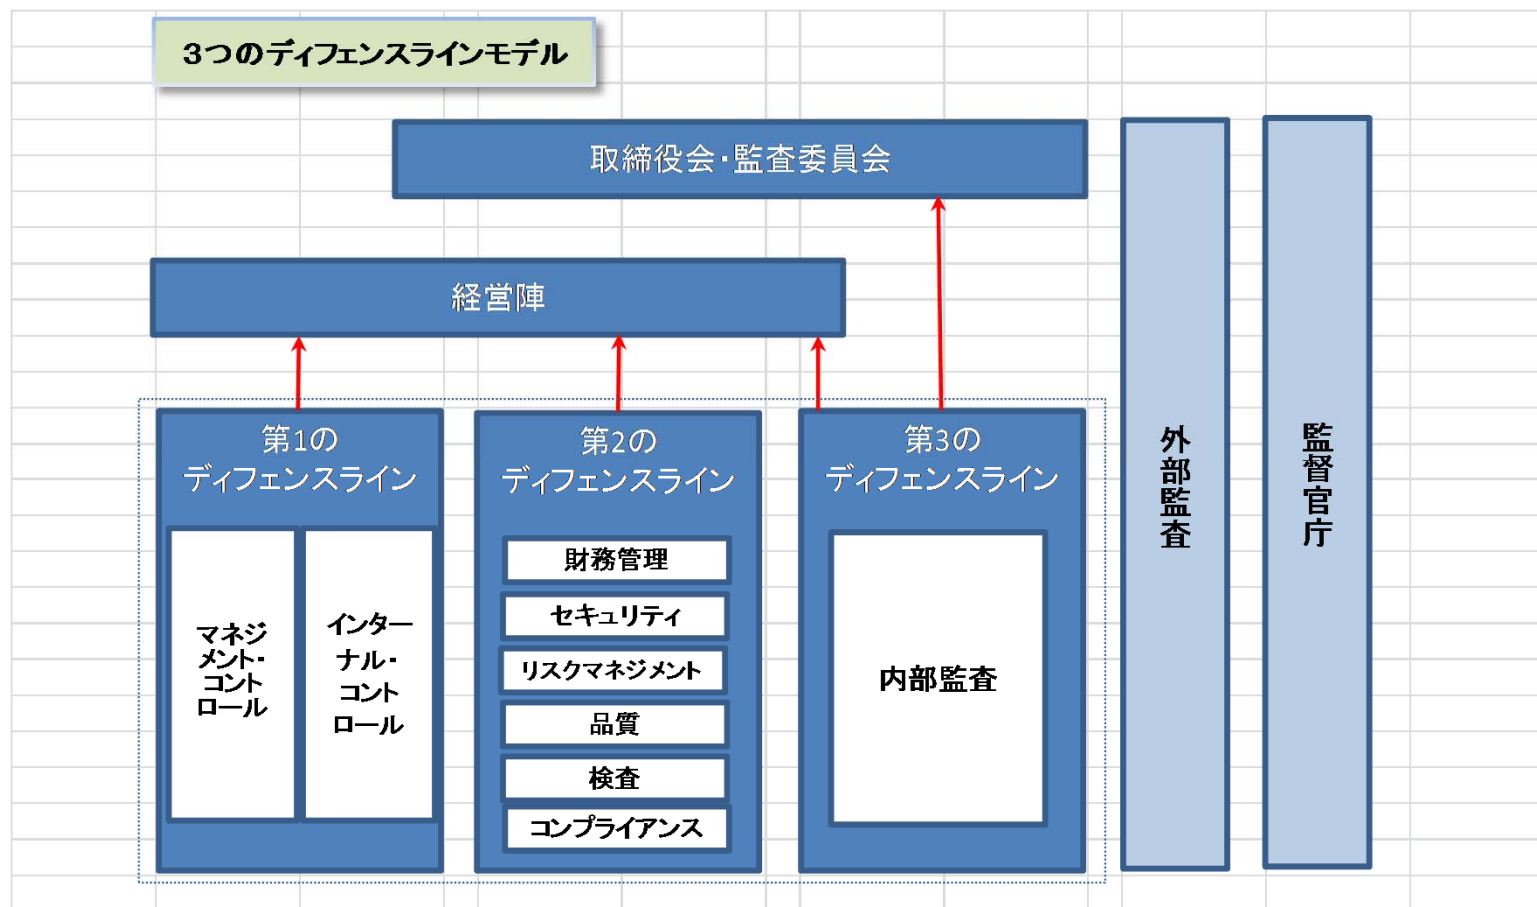 ３つのディフェンスラインモデル
取締役会・監査委員会
経営陣
第1の
ディフェンスライン
マネジ
メント・
コント
ロール
インター
ナル・
コント
ロール
第2の
ディフェンスライン
財務管理
セキュリティ
リスクマネジメント
品質
検査
コンプライアンス
第3の
ディフェンスライン
内部監査
外
部
監
査
監
督
官
庁